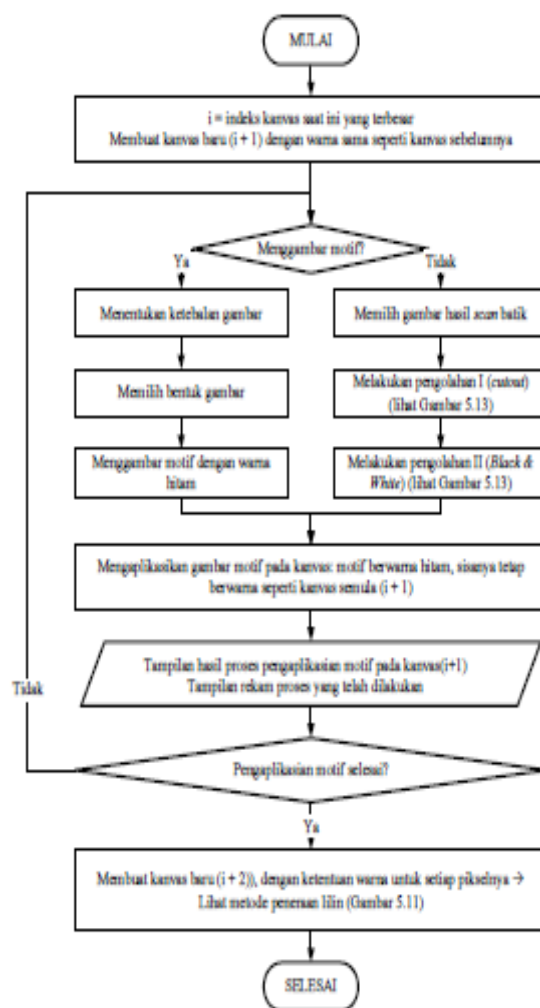 MULAI
i = indeks kanvas saat ini yang terbesar
Membuat kanvas baru (i + 1) dengan warna sama seperti kanvas sebelumnya
Menggambar motif?
Ya
Tidak
Menentukan ketebalan gambar
Memilih gambar hasil scan batik
Memilih bentuk gambar
Melakukan pengolahan I (cutout)
(lihat Gambar 5.13)
Menggambar motif dengan warna
hitam
Melakukan pengolahan II (Black &
White) (lihat Gambar 5.13)
Mengaplikasikan gambar motif pada kanvas: motif berwarna hitam, sisanya tetap
berwarna seperti kanvas semula (i + 1)
Tampilan hasil proses pengaplikasian motif pada kanvas(i+1)
Tampilan rekam proses yang telah dilakukan
Tidak
Pengaplikasian motif selesai?
Ya
Membuat kanvas baru (i + 2)), dengan ketentuan warna untuk setiap pikselnya →
Lihat metode peneraan lilin (Gambar 5.11)
SELESAI